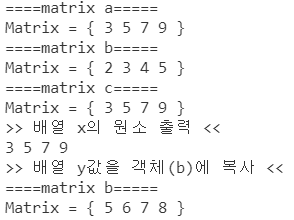 ====matrix a=====
Matrix = { 3 5 7 9 }
====matrix b=====
Matrix = { 2 3 4 5 }
====matrix c=====
Matrix = { 3 5 7 9 }
>> 배열 x의 원소 출력 <<
3 5 7 9
>> 배열 y값을 객체(b)에 복사 <<
====matrix b=====
Matrix = { 5 6 7 8 }